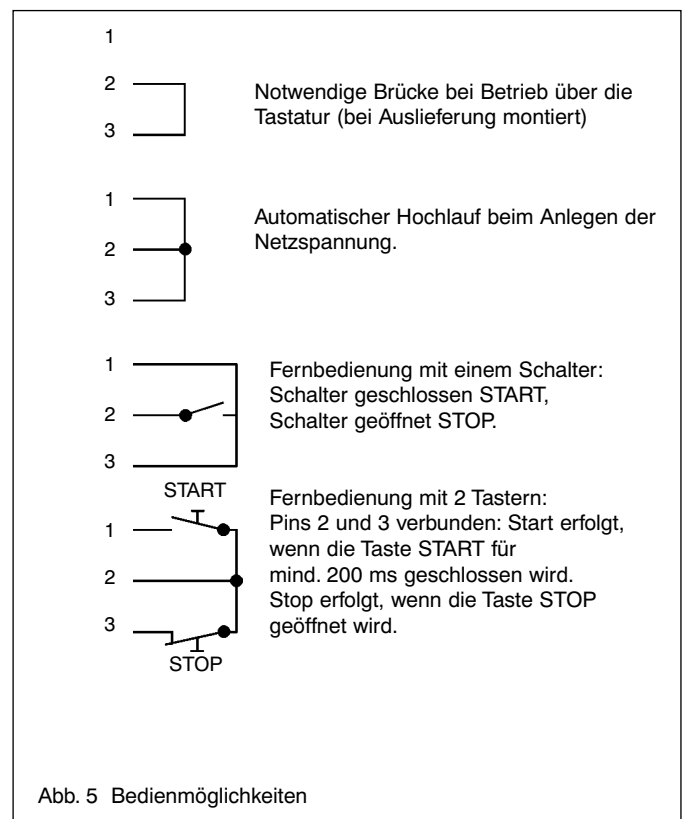 1
2
3
Notwendige Brücke bei Betrieb über die
Tastatur (bei Auslieferung montiert)
1
2
3
Automatischer Hochlauf beim Anlegen der
Netzspannung.
1
2
3
Fernbedienung mit einem Schalter:
Schalter geschlossen START,
Schalter geöffnet STOP.
START
1
2
3
STOP
Fernbedienung mit 2 Tastern:
Pins 2 und 3 verbunden: Start erfolgt,
wenn die Taste START für
mind. 200 ms geschlossen wird.
Stop erfolgt, wenn die Taste STOP
geöffnet wird.
Abb. 5 Bedienmöglichkeiten